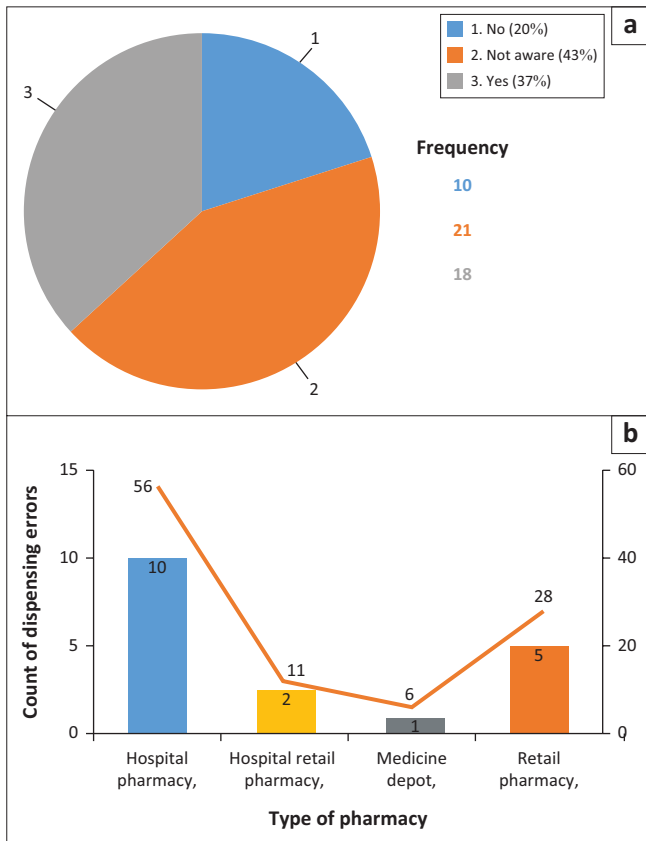 a
1. No (20%)
2. Not aware (43%)
3. Yes (37%)
1
3
2
Frequency
10
21
18
b
Count of dispensing errors
15
10
5
0
60
40
20
0
56
11
6
28
10
2
1
5
Hospital
pharmacy,
Hospital retail
pharmacy,
Medicine
depot,
Retail
pharmacy,
Type of pharmacy